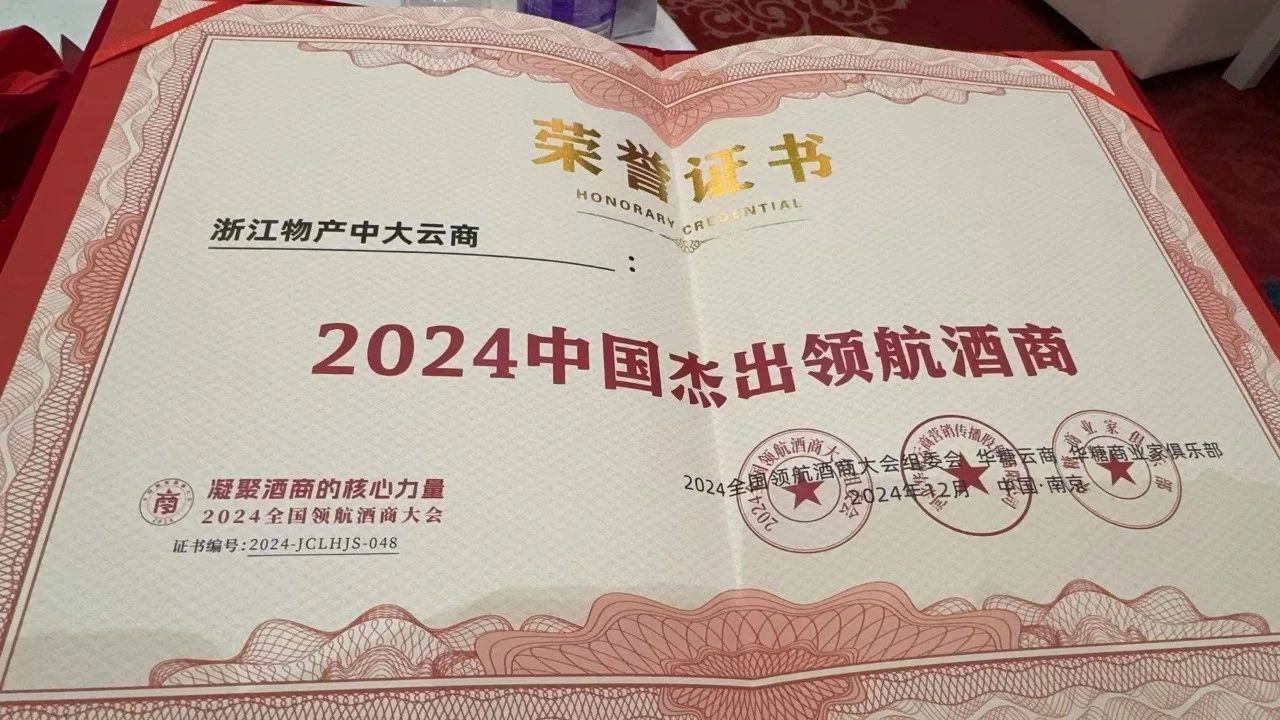 荣誉证书
HONORARY CREDENTIAL
浙江物产中大云商:
2024中国杰出领航酒商
凝聚酒商的核心力量
2024全国领航酒商大会
证书编号:2024-JCLHJS-048
2024全国领航酒商大会组委会 华糖云商 华糖商业家俱乐部
2024年12月 中国·南京